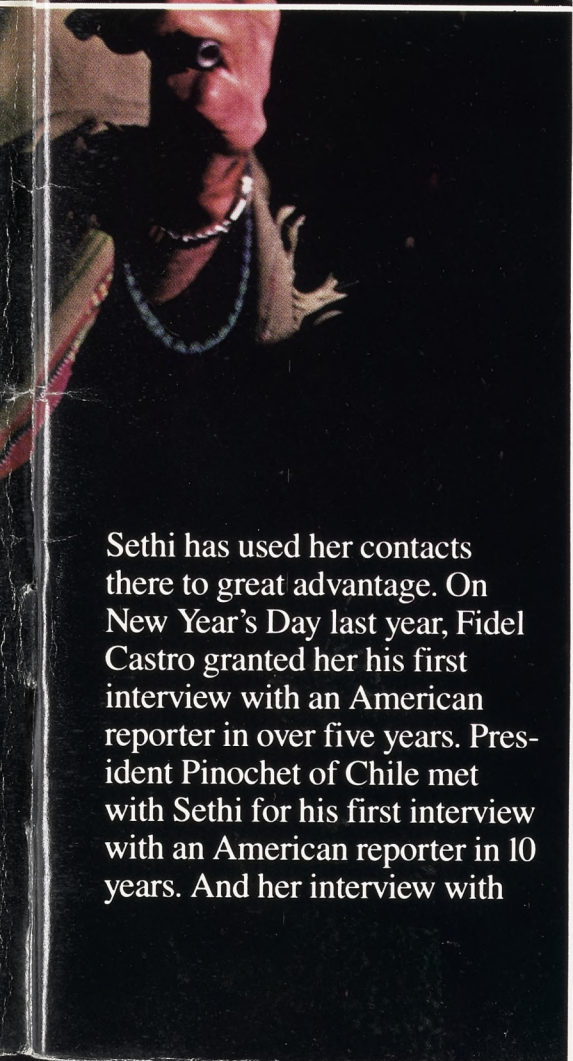 Sethi has used her contacts
there to great advantage. On
New Year's Day last year, Fidel
Castro granted her his first
interview with an American
reporter in over five years. Pres-
ident Pinochet of Chile met
with Sethi for his first interview
with an American reporter in 10
years. And her interview with